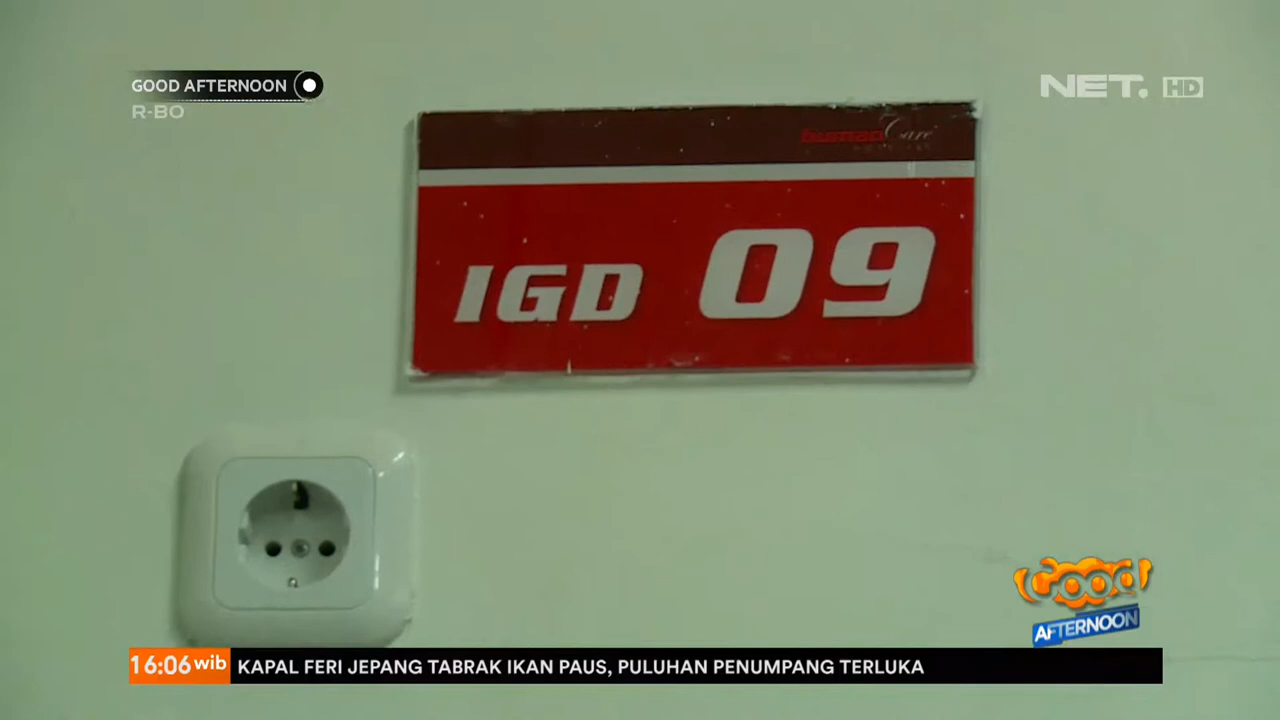 GOOD AFTERNOON
R-BO
NET. HD
humanCare
IGD 09
Good
AFTERNOON
16:06 wib KAPAL FERI JEPANG TABRAK IKAN PAUS, PULUHAN PENUMPANG TERLUKA